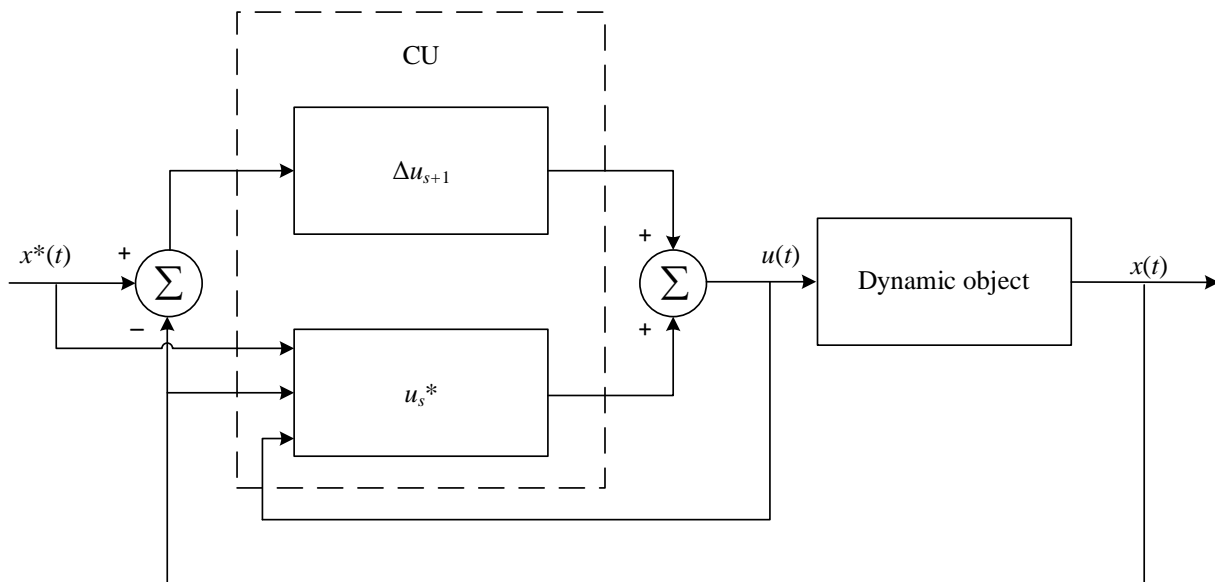 CU
Δu_{s+1}
x*(t)
+
Σ
−
+
Σ
+
u(t)
Dynamic object
x(t)
u_s*